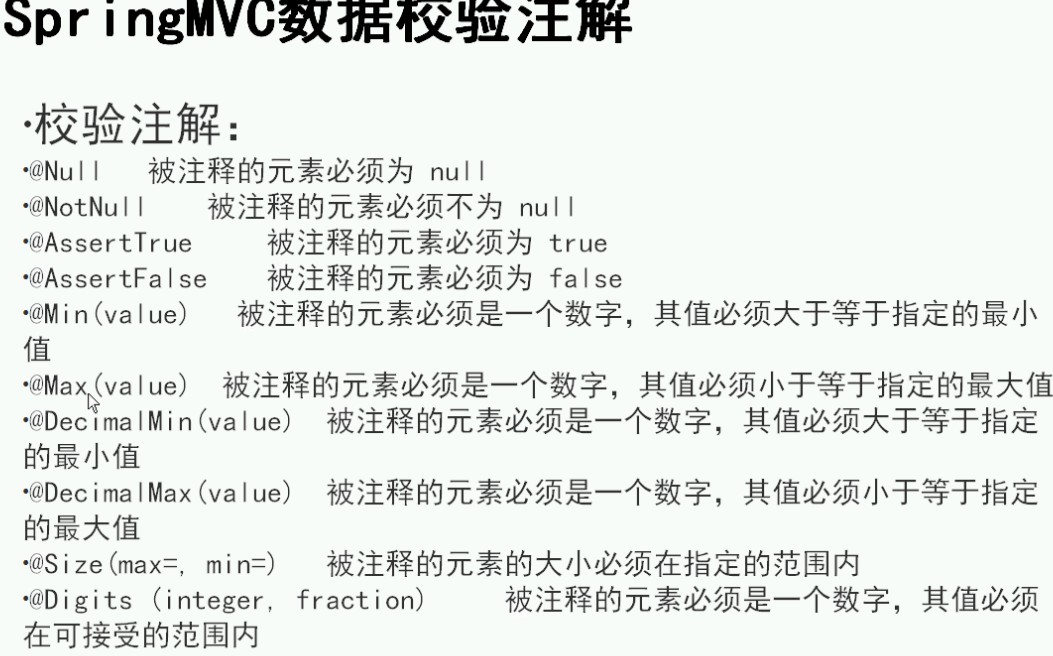 SpringMVC数据校验注解
·校验注解：
·@Null 被注释的元素必须为 null
·@NotNull 被注释的元素必须不为 null
·@AssertTrue 被注释的元素必须为 true
·@AssertFalse 被注释的元素必须为 false
·@Min(value) 被注释的元素必须是一个数字，其值必须大于等于指定的最小
值
·@Max(value) 被注释的元素必须是一个数字，其值必须小于等于指定的最大值
·@DecimalMin(value) 被注释的元素必须是一个数字，其值必须大于等于指定
的最小值
·@DecimalMax(value) 被注释的元素必须是一个数字，其值必须小于等于指定
的最大值
·@Size(max=, min=) 被注释的元素的大小必须在指定的范围内
·@Digits (integer, fraction) 被注释的元素必须是一个数字，其值必须
在可接受的范围内